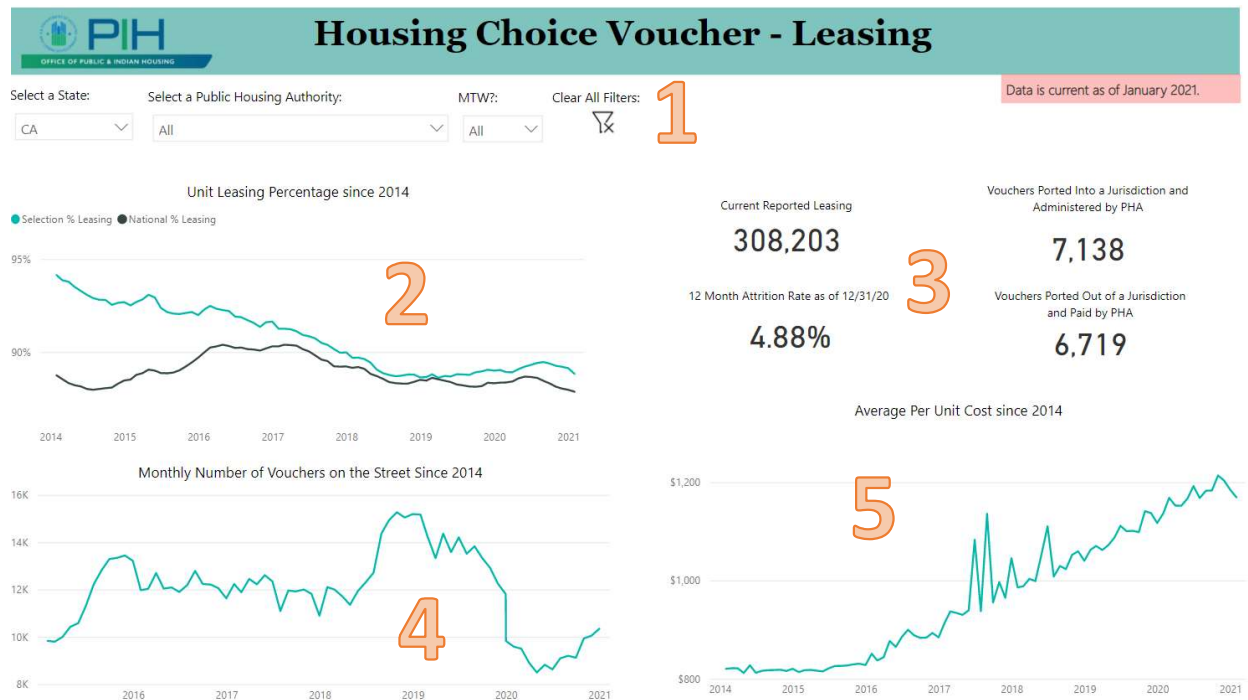 PIH
OFFICE OF PUBLIC & INDIAN HOUSING
Housing Choice Voucher - Leasing
Select a State:
Select a Public Housing Authority:
MTW?:
Clear All Filters:
1
Data is current as of January 2021.
CA
All
All
Unit Leasing Percentage since 2014
Selection % Leasing
National % Leasing
95%
90%
2
2014 2015 2016 2017 2018 2019 2020 2021
Current Reported Leasing
308,203
Vouchers Ported Into a Jurisdiction and
Administered by PHA
7,138
3
12 Month Attrition Rate as of 12/31/20
4.88%
Vouchers Ported Out of a Jurisdiction
and Paid by PHA
6,719
Monthly Number of Vouchers on the Street Since 2014
16K
14K
12K
10K
8K
4
2016 2017 2018 2019 2020 2021
Average Per Unit Cost since 2014
$1,200
$1,000
$800
5
2014 2015 2016 2017 2018 2019 2020 2021